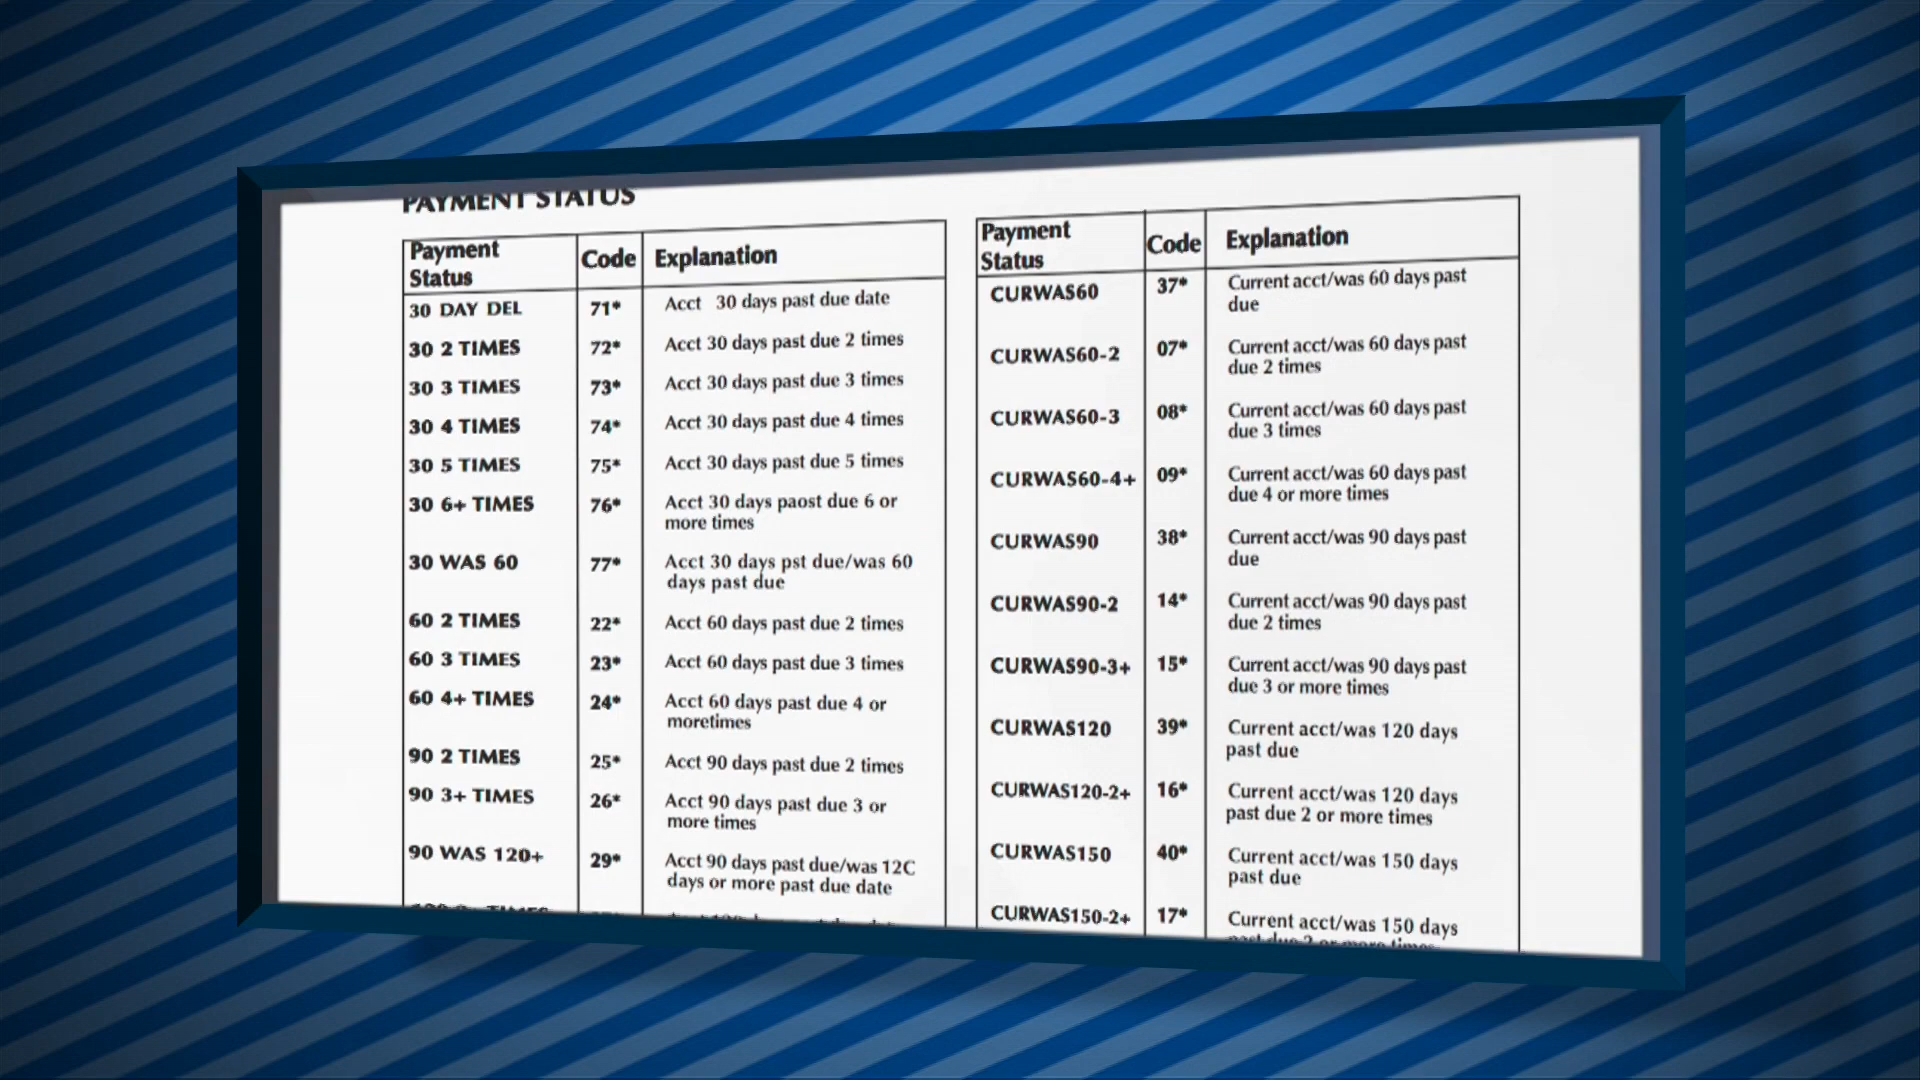 PAYMENT STATUS
Payment
Status
Code
Explanation
30 DAY DEL 71* Acct 30 days past due date
30 2 TIMES 72* Acct 30 days past due 2 times
30 3 TIMES 73* Acct 30 days past due 3 times
30 4 TIMES 74* Acct 30 days past due 4 times
30 5 TIMES 75* Acct 30 days past due 5 times
30 6+ TIMES 76* Acct 30 days paost due 6 or
more times
30 WAS 60 77* Acct 30 days pst due/was 60
days past due
60 2 TIMES 22* Acct 60 days past due 2 times
60 3 TIMES 23* Acct 60 days past due 3 times
60 4+ TIMES 24* Acct 60 days past due 4 or
moretimes
90 2 TIMES 25* Acct 90 days past due 2 times
90 3+ TIMES 26* Acct 90 days past due 3 or
more times
90 WAS 120+ 29* Acct 90 days past due/was 12C
days or more past due date
Payment
Status
Code
Explanation
CURWAS60 37* Current acct/was 60 days past
due
CURWAS60-2 07* Current acct/was 60 days past
due 2 times
CURWAS60-3 08* Current acct/was 60 days past
due 3 times
CURWAS60-4+ 09* Current acct/was 60 days past
due 4 or more times
CURWAS90 38* Current acct/was 90 days past
due
CURWAS90-2 14* Current acct/was 90 days past
due 2 times
CURWAS90-3+ 15* Current acct/was 90 days past
due 3 or more times
CURWAS120 39* Current acct/was 120 days
past due
CURWAS120-2+ 16* Current acct/was 120 days
past due 2 or more times
CURWAS150 40* Current acct/was 150 days
past due
CURWAS150-2+ 17* Current acct/was 150 days
past due 2 or more times